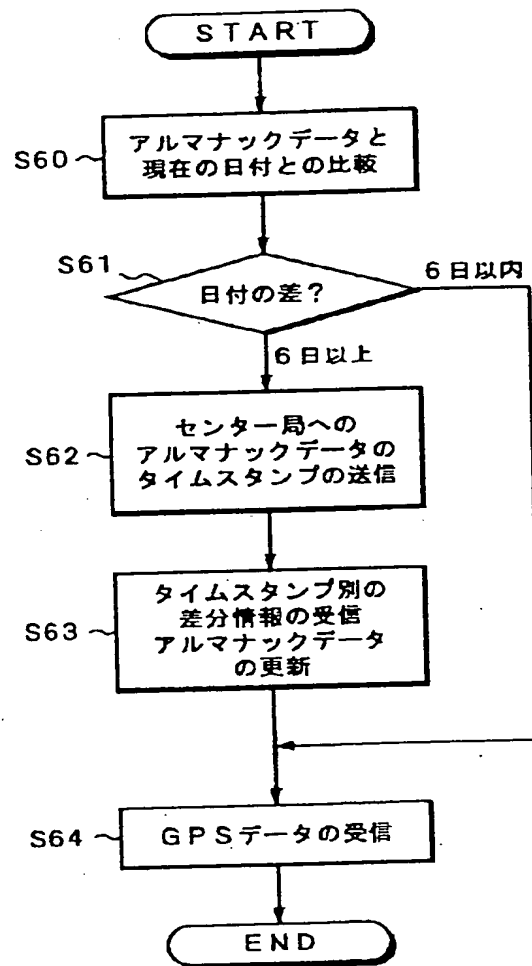 START
S60
アルマナックデータと
現在の日付との比較
S61
日付の差?
6日以内
6日以上
S62
センター局への
アルマナックデータの
タイムスタンプの送信
S63
タイムスタンプ別の
差分情報の受信
アルマナックデータ
の更新
S64
GPSデータの受信
END